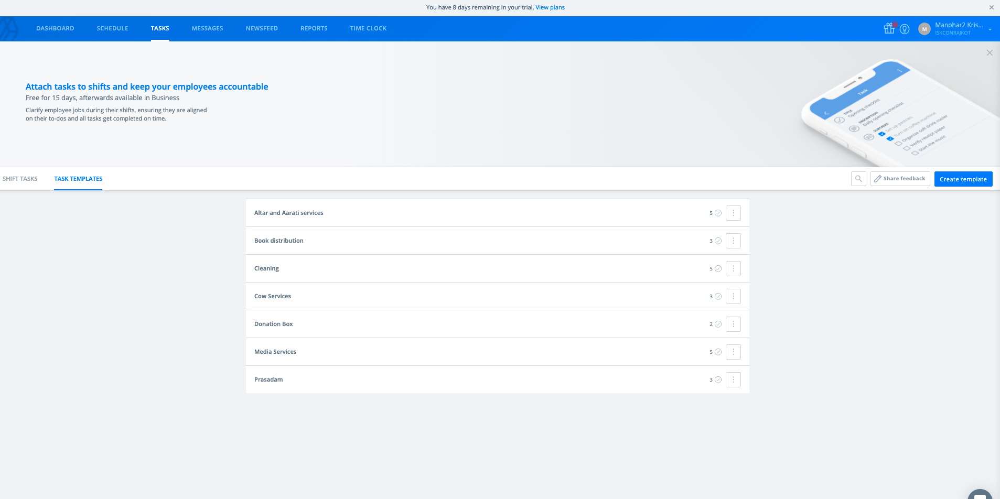 You have 8 days remaining in your trial. View plans
DASHBOARD SCHEDULE TASKS MESSAGES NEWSFEED REPORTS TIME CLOCK
M Manohar2 Kris...
ISKCONRAJKOT
Attach tasks to shifts and keep your employees accountable
Free for 15 days, afterwards available in Business
Clarify employee jobs during their shifts, ensuring they are aligned
on their to-dos and all tasks get completed on time.
Task
TITLE
Opening checklist
DESCRIPTION
Daily opening checklist
SUBTASKS
Set up pastries
Turn on coffee machine
Organize soft drink cooler
Verify receipt paper
Start the music
SHIFT TASKS TASK TEMPLATES Share feedback Create template
Altar and Aarati services 5
Book distribution 3
Cleaning 5
Cow Services 3
Donation Box 2
Media Services 5
Prasadam 3